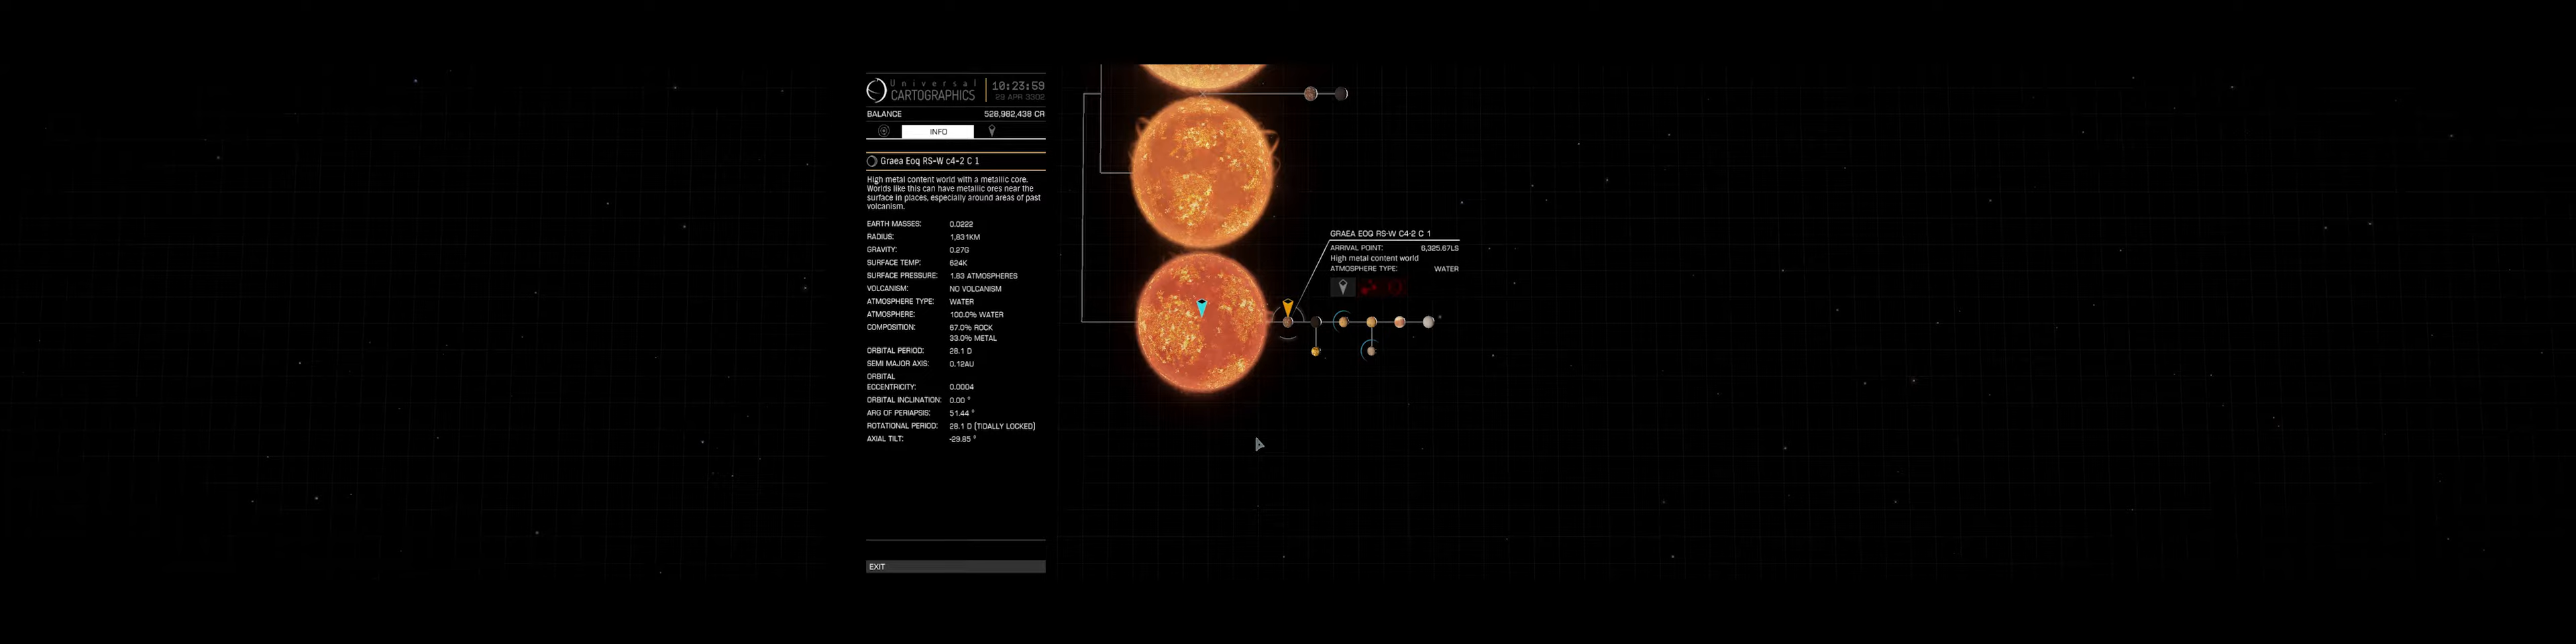 Universal
CARTOGRAPHICS
10:23:59
29 APR 3302
BALANCE 528,982,438 CR
INFO
Graea Eoq RS-W c4-2 C 1
High metal content world with a metallic core.
Worlds like this can have metallic ores near the
surface in places, especially around areas of past
volcanism.
EARTH MASSES: 0.0222
RADIUS: 1,831KM
GRAVITY: 0.27G
SURFACE TEMP: 624K
SURFACE PRESSURE: 1.83 ATMOSPHERES
VOLCANISM: NO VOLCANISM
ATMOSPHERE TYPE: WATER
ATMOSPHERE: 100.0% WATER
COMPOSITION: 67.0% ROCK
33.0% METAL
ORBITAL PERIOD: 28.1 D
SEMI MAJOR AXIS: 0.12AU
ORBITAL
ECCENTRICITY: 0.0004
ORBITAL INCLINATION: 0.00 °
ARG OF PERIAPSIS: 51.44 °
ROTATIONAL PERIOD: 28.1 D (TIDALLY LOCKED)
AXIAL TILT: -29.85 °
EXIT
GRAEA EOQ RS-W C4-2 C 1
ARRIVAL POINT: 6,325.67LS
High metal content world
ATMOSPHERE TYPE: WATER